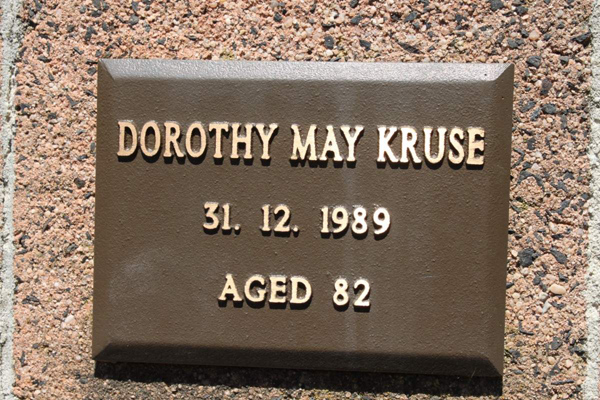 DOROTHY MAY KRUSE
31. 12. 1989
AGED 82